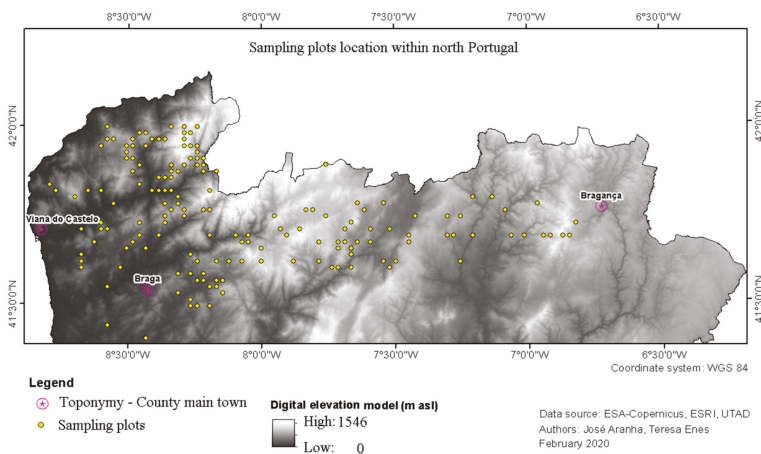 8°30'0"W 8°0'0"W 7°30'0"W 7°0'0"W 6°30'0"W
Sampling plots location within north Portugal
42°0'0"N 42°0'0"N
Bragança
Viana do Castelo
Braga
41°30'0"N 41°30'0"N
8°30'0"W 8°0'0"W 7°30'0"W 7°0'0"W 6°30'0"W
Coordinate system: WGS 84
Legend
Toponymy - County main town
Sampling plots
Digital elevation model (m asl)
High: 1546
Low: 0
Data source: ESA-Copernicus, ESRI, UTAD
Authors: José Aranha, Teresa Enes
February 2020